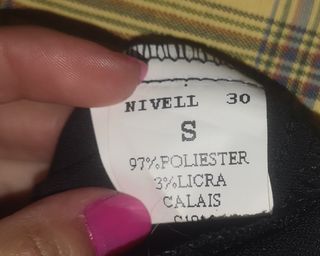 NIVELL 30
S
97%POLIESTER
3%LICRA
CALAIS